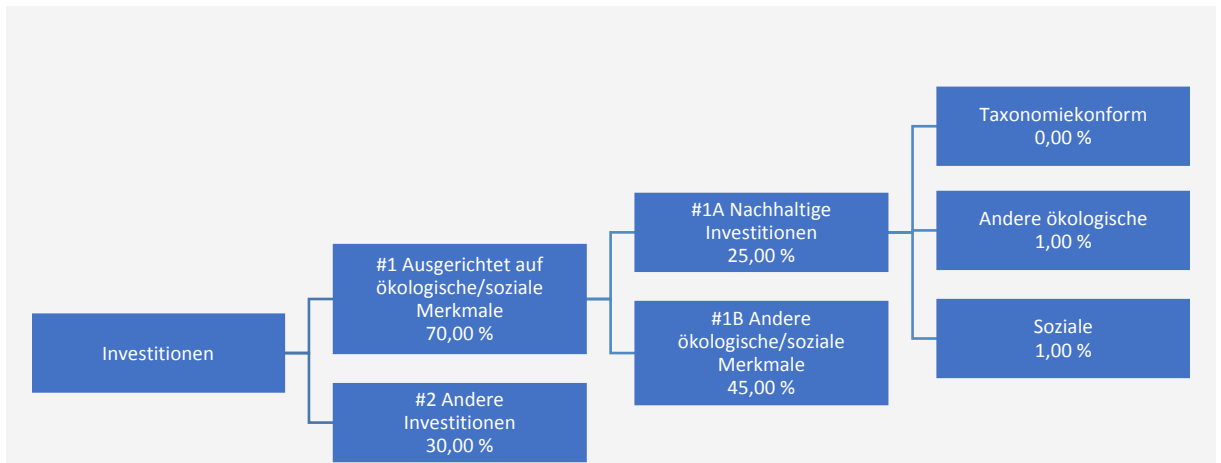 Investitionen
#1 Ausgerichtet auf
ökologische/soziale
Merkmale
70,00 %
#2 Andere
Investitionen
30,00 %
#1A Nachhaltige
Investitionen
25,00 %
#1B Andere
ökologische/soziale
Merkmale
45,00 %
Taxonomiekonform
0,00 %
Andere ökologische
1,00 %
Soziale
1,00 %